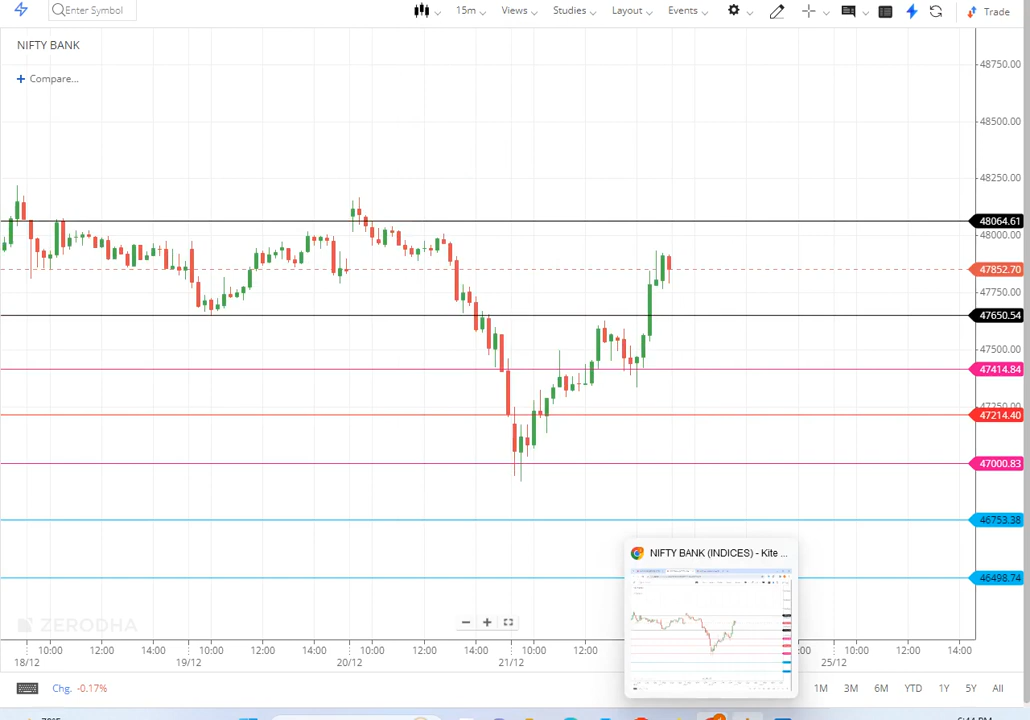 Enter Symbol 15m Views Studies Layout Events Trade
NIFTY BANK
+ Compare...
48750.00
48500.00
48250.00
48064.61
48000.00
47852.70
47750.00
47650.54
47500.00
47414.84
47250.00
47214.40
47000.83
46753.38
NIFTY BANK (INDICES) - Kite ...
46498.74
ZERODHA
10:00 12:00 14:00 10:00 12:00 14:00 10:00 12:00 14:00 10:00 12:00 10:00 12:00 14:00
18/12 19/12 20/12 21/12 25/12
Chg. -0.17% 1M 3M 6M YTD 1Y 5Y All